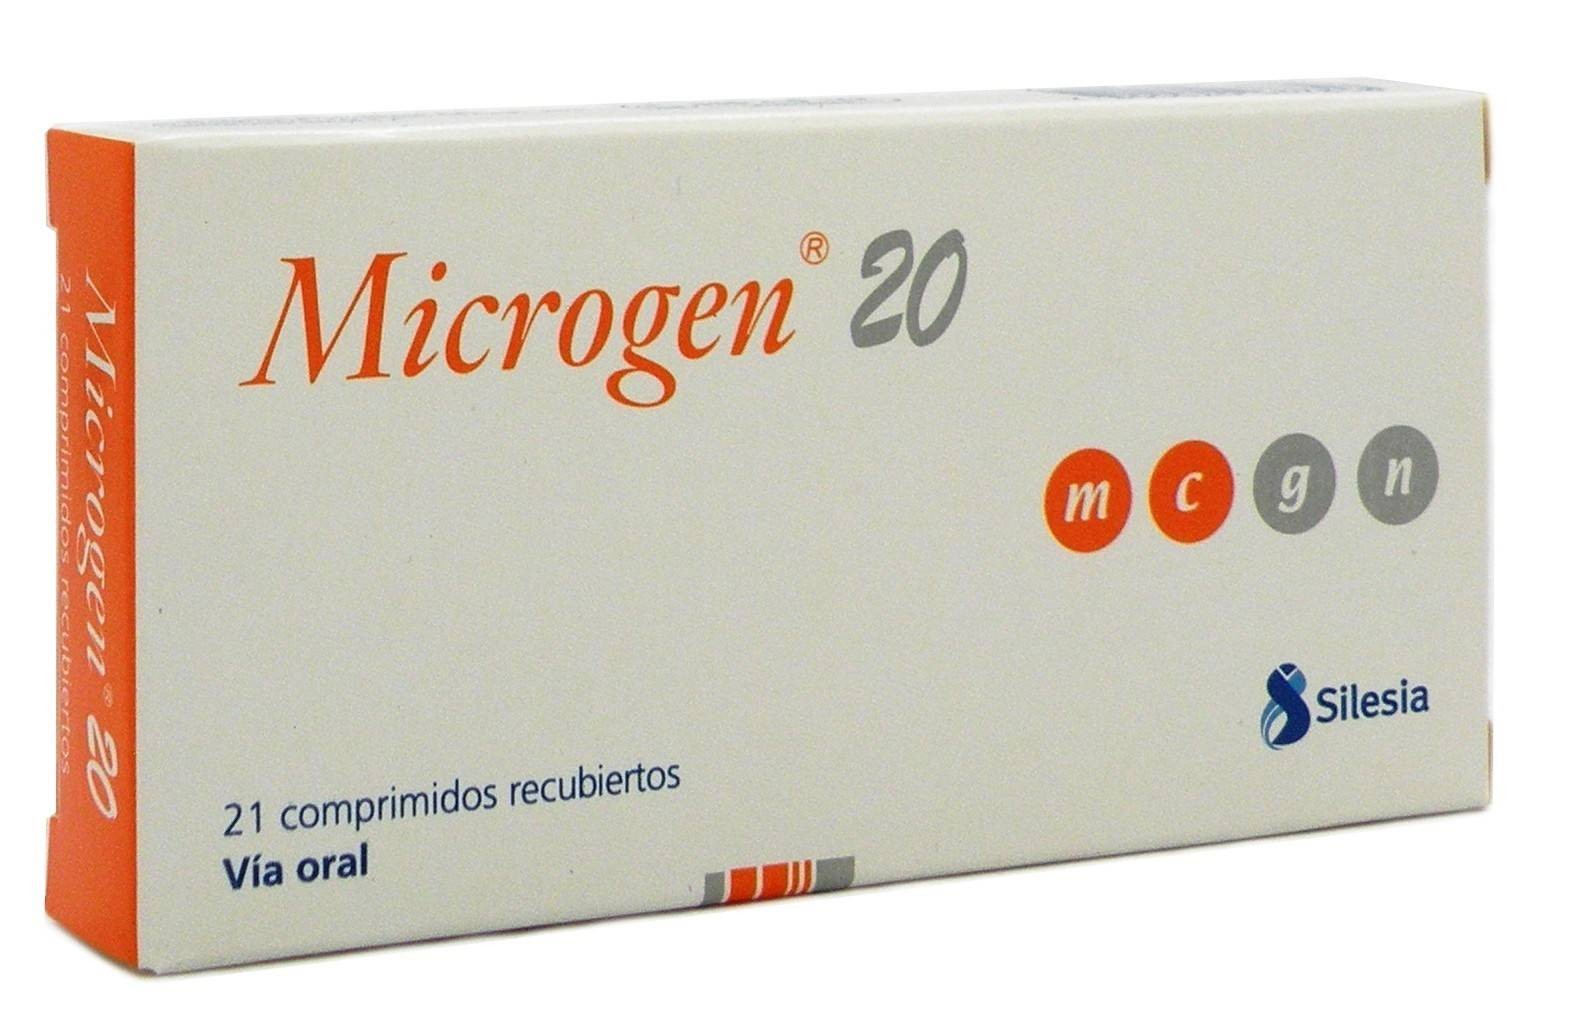 Microgen® 20
m c g n
Silesia
21 comprimidos recubiertos
Vía oral
Microgen® 20
21 comprimidos recubiertos